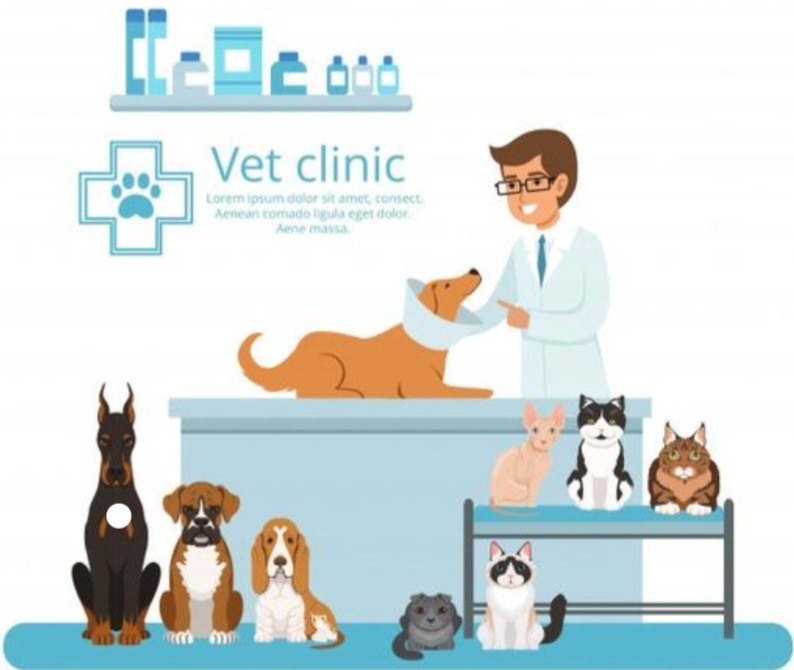 Vet clinic
Lorem ipsum dolor sit amet, consect.
Aenean comado ligula eget dolor.
Aene massa.